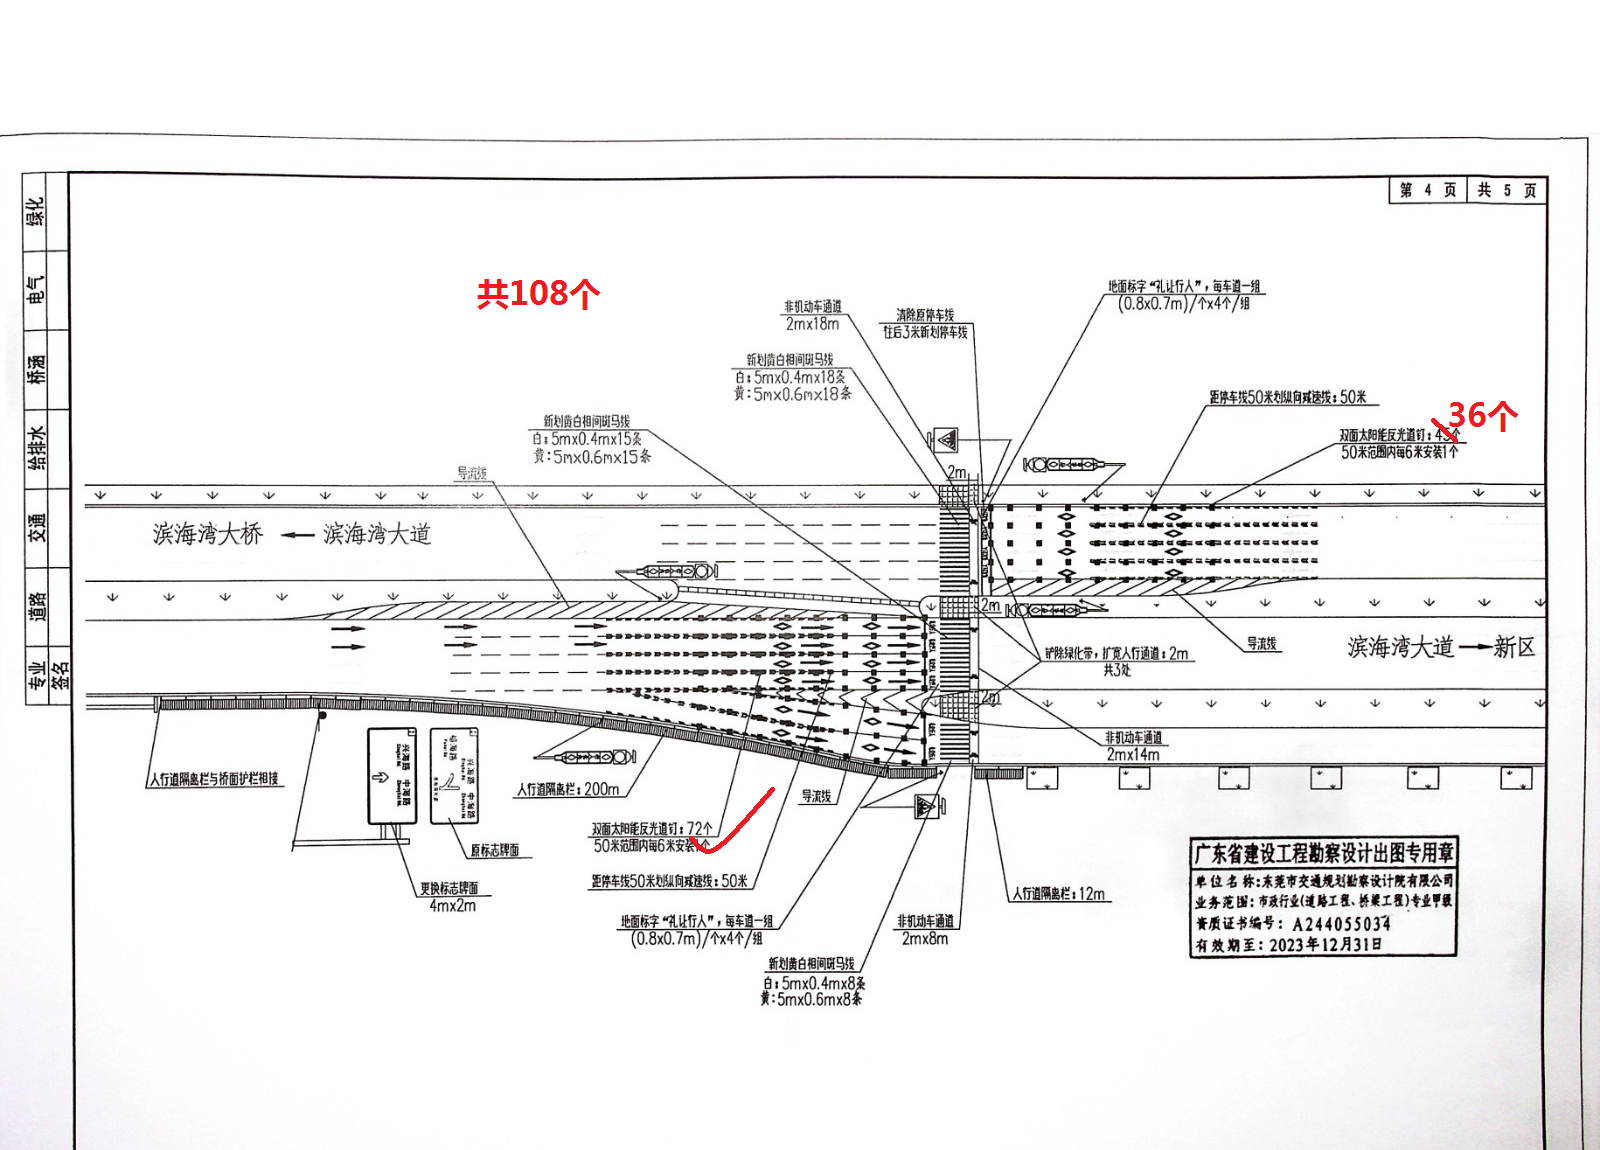 第 4 页 共 5 页
绿化
电气
桥涵
给排水
交通
道路
专业
签名
共108个
地面标字“礼让行人”，每车道一组
(0.8x0.7m)/个x4个/组
非机动车通道
2mx18m
清除原停车线
往后3米新划停车线
新划黄白相间斑马线
白：5mx0.4mx18条
黄：5mx0.6mx18条
距停车线50米划纵向减速线：50米
36个
双面太阳能反光道钉：45个
50米范围内每6米安装1个
新划黄白相间斑马线
白：5mx0.4mx15条
黄：5mx0.6mx15条
导流线
2m
滨海湾大桥 滨海湾大道
2m
铲除绿化带，扩宽人行通道：2m
共3处
导流线
滨海湾大道 新区
2m
非机动车通道
2mx14m
人行道隔离栏与桥面护栏相接
兴海路 中海路
兴海路 中海路
人行道隔离栏：200m
导流线
双面太阳能反光道钉：72个
50米范围内每6米安装1个
原标志牌面
距停车线50米划纵向减速线：50米
更换标志牌面
4mx2m
人行道隔离栏：12m
地面标字“礼让行人”，每车道一组
(0.8x0.7m)/个x4个/组
非机动车通道
2mx8m
新划黄白相间斑马线
白：5mx0.4mx8条
黄：5mx0.6mx8条
广东省建设工程勘察设计出图专用章
单位名称：东莞市交通规划勘察设计院有限公司
业务范围：市政行业(道路工程、桥梁工程)专业甲级
资质证书编号：A244055034
有效期至：2023年12月31日